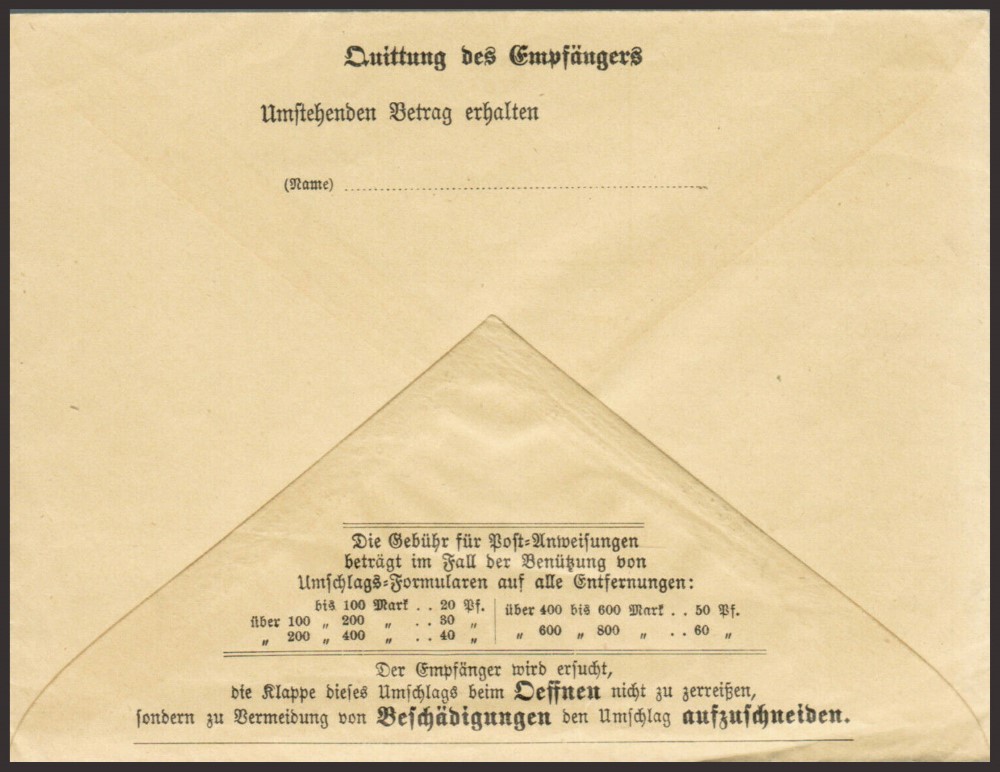 Quittung des Empfängers
Umstehenden Betrag erhalten
(Name)
Die Gebühr für Post-Anweisungen
beträgt im Fall der Benützung von
Umschlags-Formularen auf alle Entfernungen:
bis 100 Mark . . 20 Pf.
über 100 „ 200 „ . . 30 „
„ 200 „ 400 „ . . 40 „
über 400 bis 600 Mark . . 50 Pf.
„ 600 „ 800 „ . . 60 „
Der Empfänger wird ersucht,
die Klappe dieses Umschlags beim Oeffnen nicht zu zerreißen,
sondern zu Vermeidung von Beschädigungen den Umschlag aufzuschneiden.